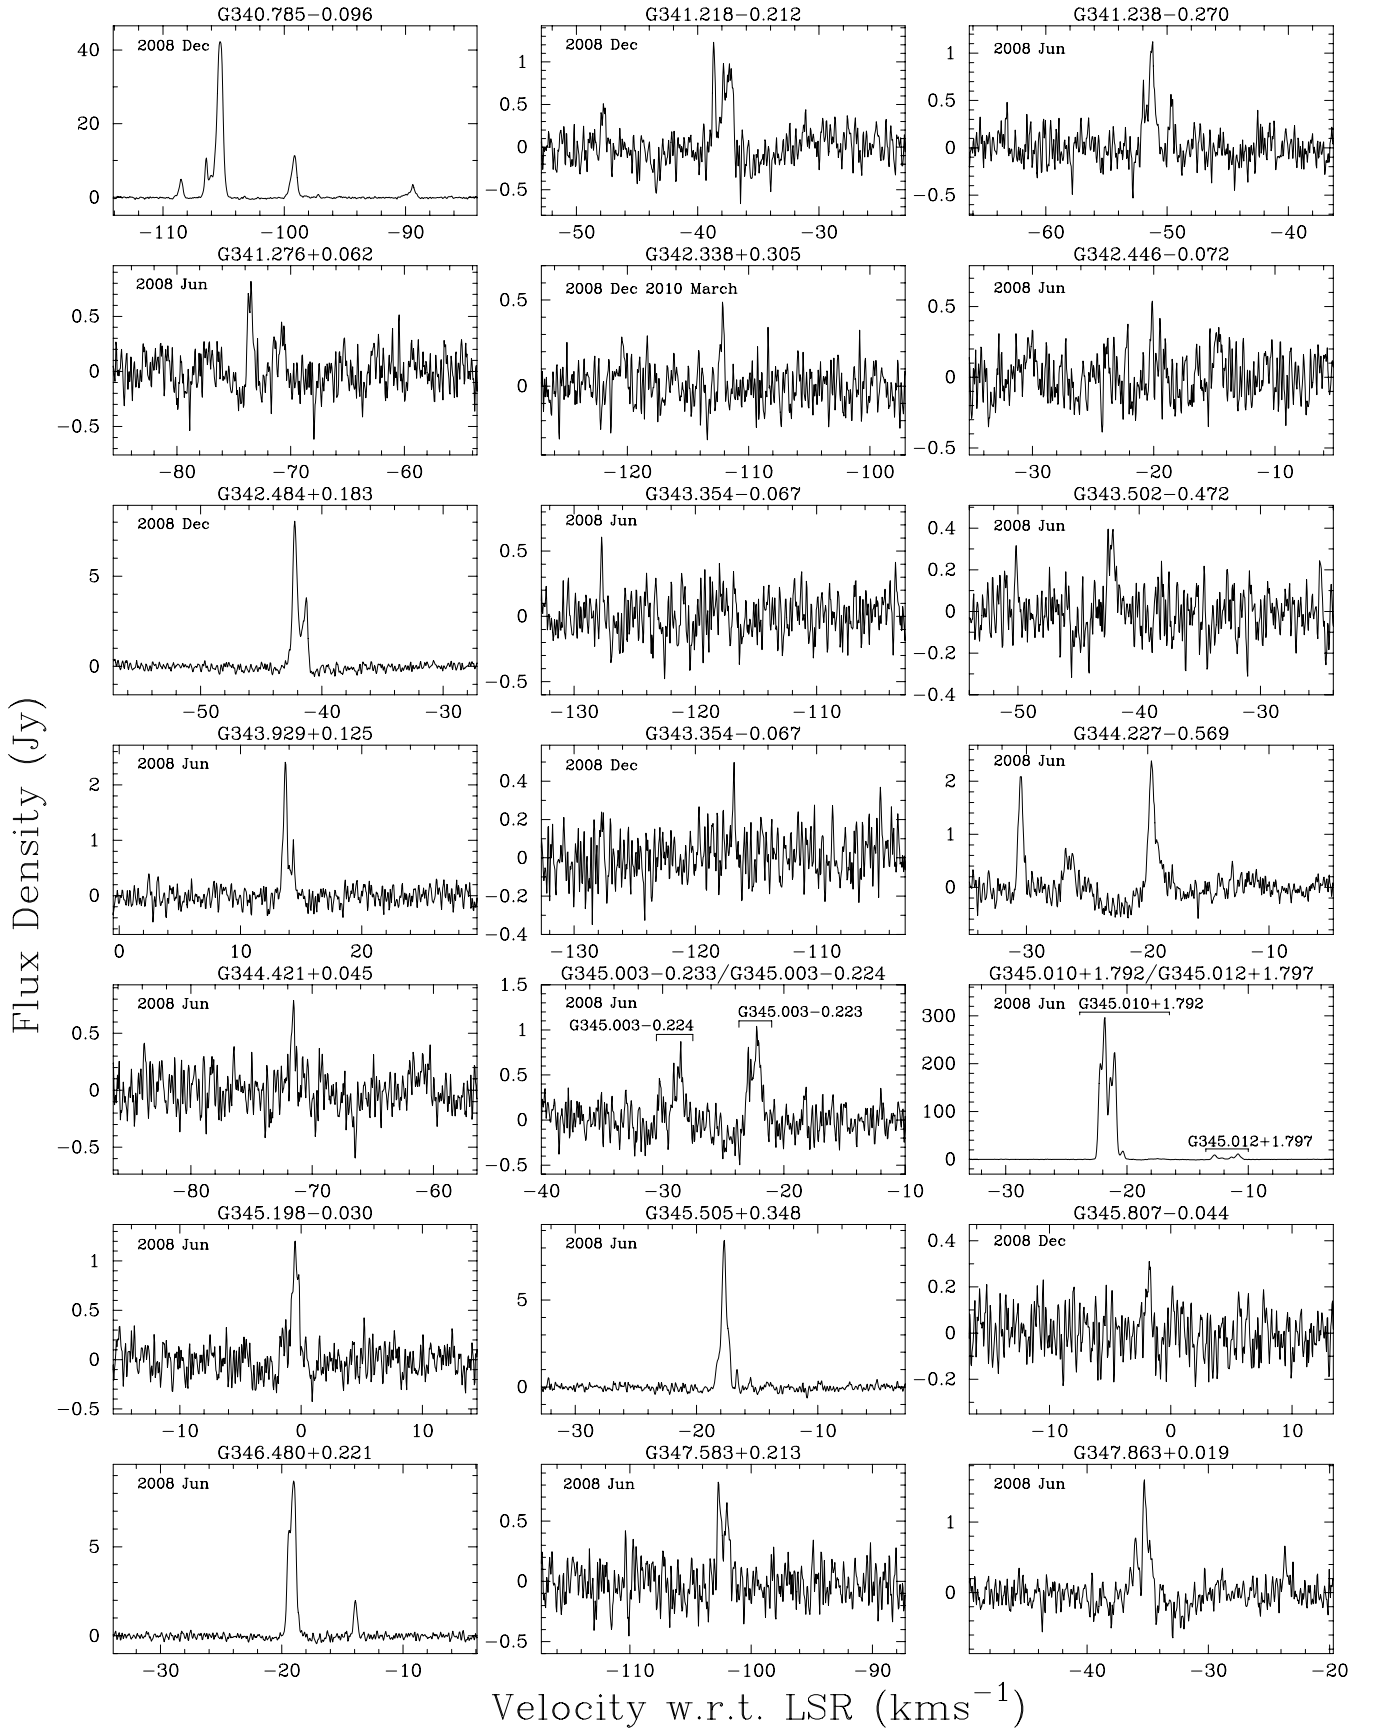 G340.785−0.096 G341.218−0.212 G341.238−0.270
2008 Dec 2008 Dec 2008 Jun
40 20 0
1 0.5 0 −0.5
1 0.5 0 −0.5
−110 −100 −90 −50 −40 −30 −60 −50 −40
G341.276+0.062 G342.338+0.305 G342.446−0.072
2008 Jun 2008 Dec 2010 March 2008 Jun
0.5 0 −0.5
0.5 0
0.5 0 −0.5
−80 −70 −60 −120 −110 −100 −30 −20 −10
G342.484+0.183 G343.354−0.067 G343.502−0.472
2008 Dec 2008 Jun 2008 Jun
5 0
0.5 0 −0.5
0.4 0.2 0 −0.2 −0.4
−50 −40 −30 −130 −120 −110 −50 −40 −30
G343.929+0.125 G343.354−0.067 G344.227−0.569
2008 Jun 2008 Dec 2008 Jun
2 1 0
0.4 0.2 0 −0.2 −0.4
2 1 0
0 10 20 −130 −120 −110 −30 −20 −10
G344.421+0.045 G345.003−0.233/G345.003−0.224 G345.010+1.792/G345.012+1.797
2008 Jun 2008 Jun 2008 Jun
G345.003−0.224 G345.003−0.223 G345.010+1.792
G345.012+1.797
0.5 0 −0.5
1.5 1 0.5 0 −0.5
300 200 100 0
−80 −70 −60 −40 −30 −20 −10 −30 −20 −10
G345.198−0.030 G345.505+0.348 G345.807−0.044
2008 Jun 2008 Jun 2008 Dec
1 0.5 0 −0.5
5 0
0.4 0.2 0 −0.2
−10 0 10 −30 −20 −10 −10 0 10
G346.480+0.221 G347.583+0.213 G347.863+0.019
2008 Jun 2008 Jun 2008 Jun
5 0
0.5 0 −0.5
1 0
−30 −20 −10 −110 −100 −90 −40 −30 −20
Flux Density (Jy)
Velocity w.r.t. LSR (kms−1)